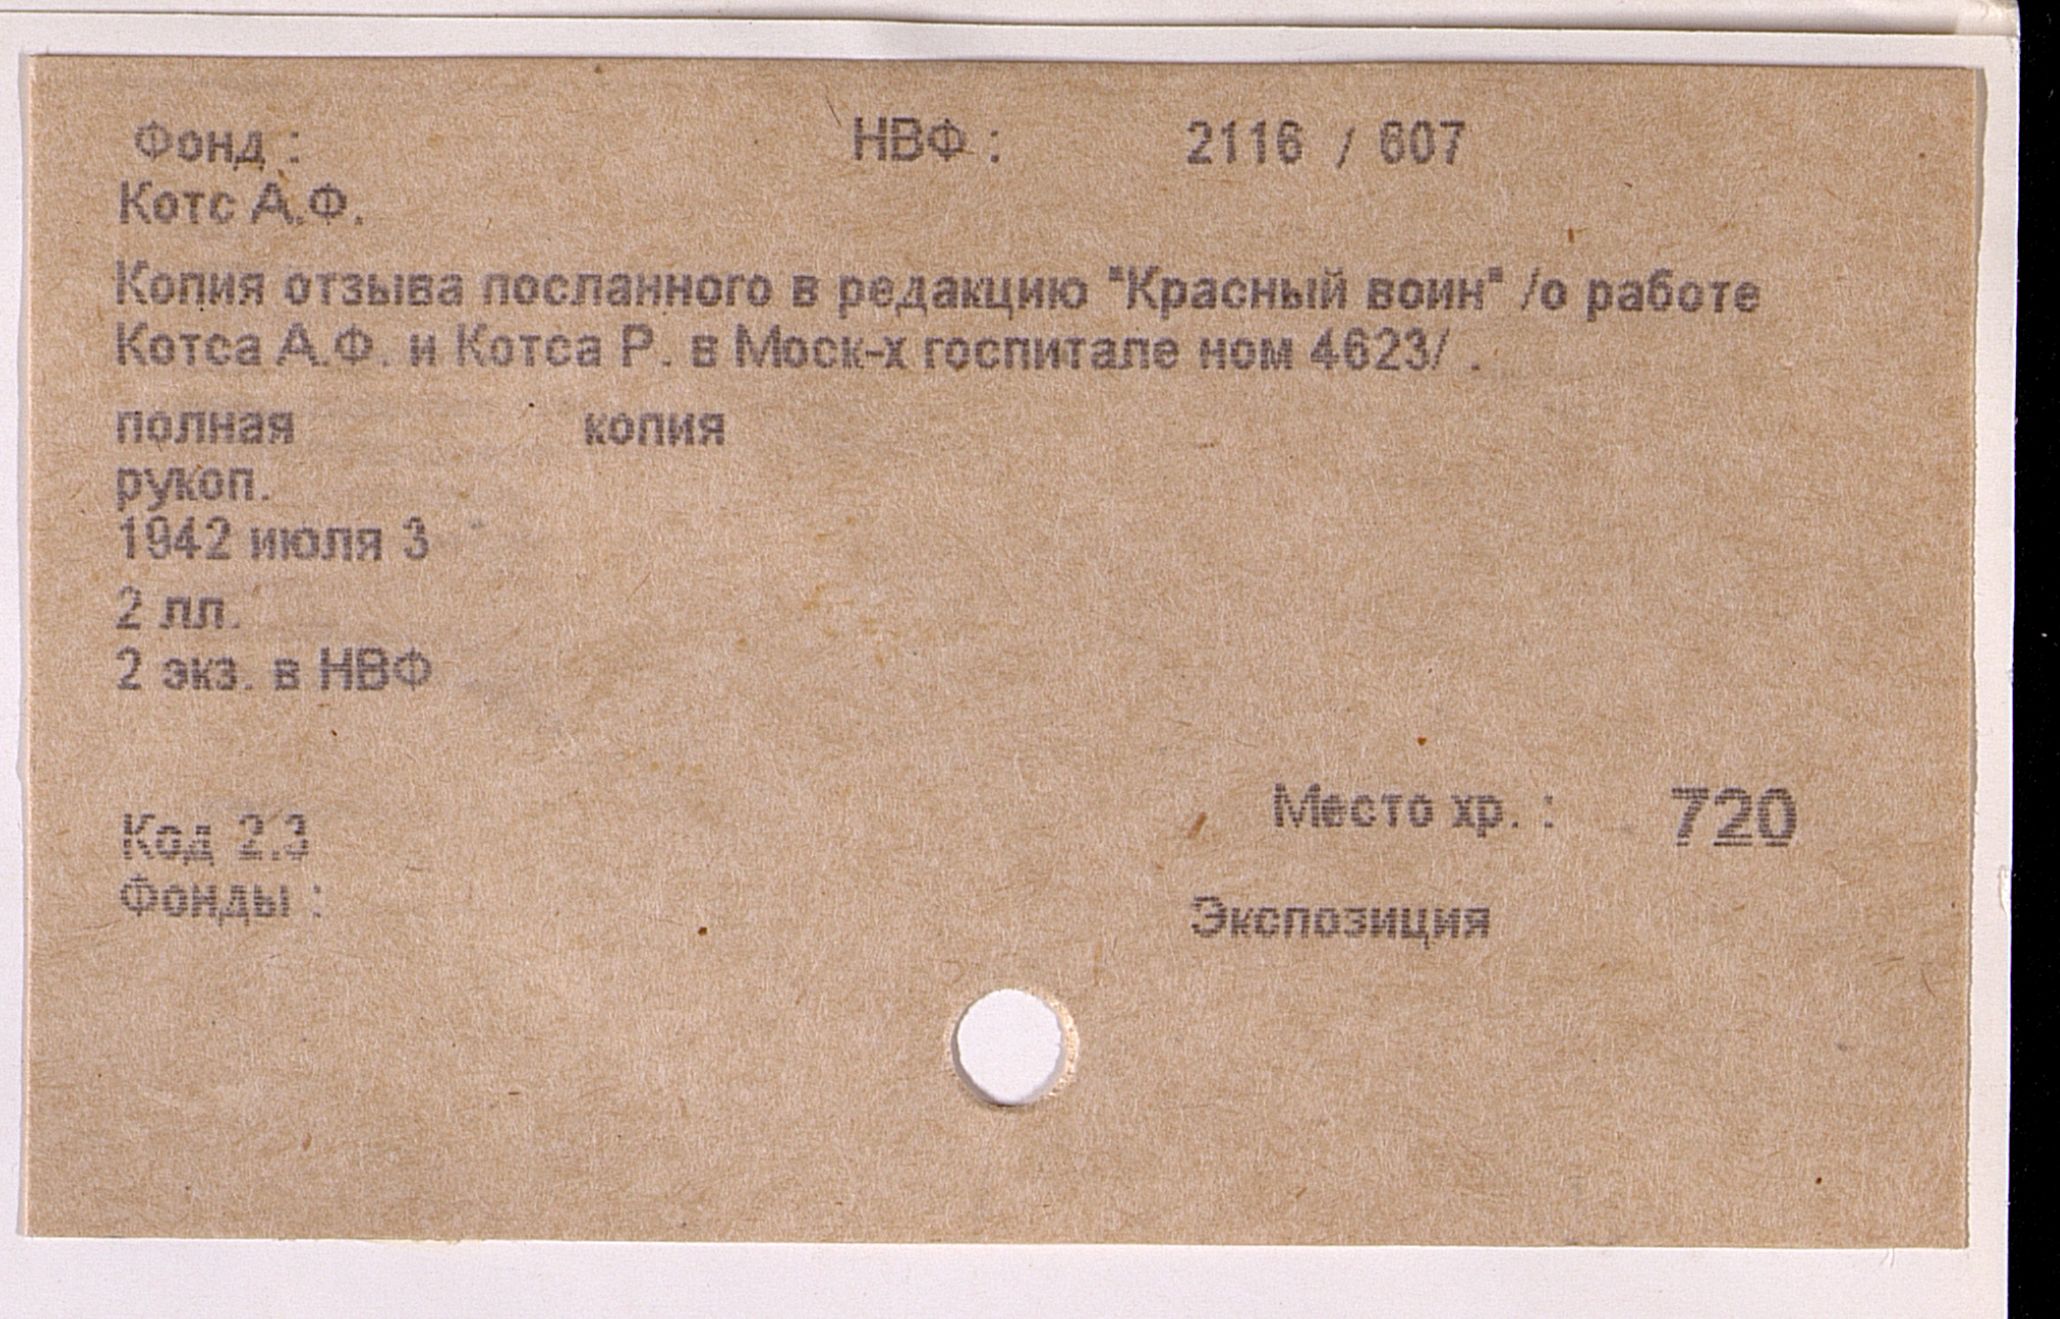 Фонд : НВФ : 2116 / 607
Котс А.Ф.
Копия отзыва посланного в редакцию "Красный воин" /о работе
Котса А.Ф. и Котса Р. в Моск-х госпитале ном 4623/ .
полная копия
рукоп.
1942 июля 3
2 лл.
2 экз. в НВФ
Место хр. : 720
Код 2.3
Фонды :
Экспозиция